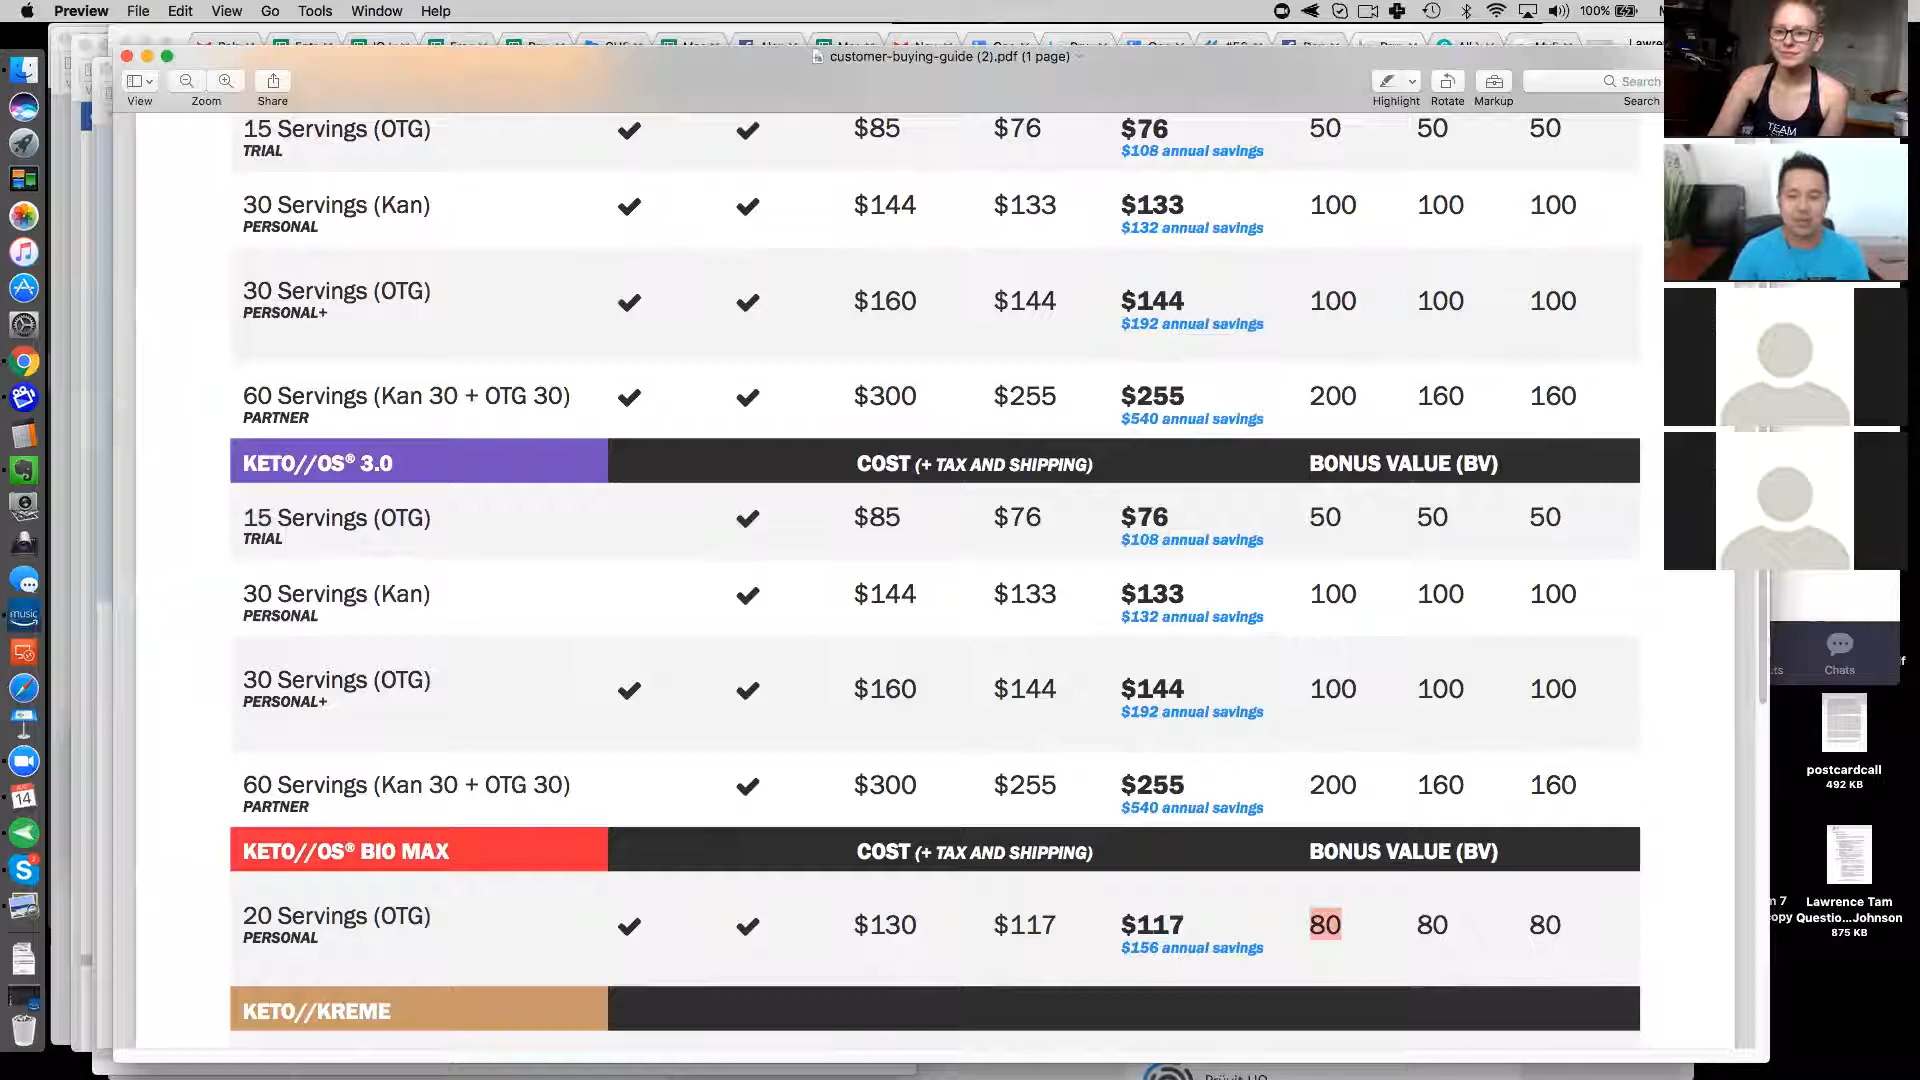 Preview File Edit View Go Tools Window Help
100%
customer-buying-guide (2).pdf (1 page)
View Zoom Share Highlight Rotate Markup Search
Search
15 Servings (OTG) $85 $76 $76 50 50 50
TRIAL $108 annual savings
30 Servings (Kan) $144 $133 $133 100 100 100
PERSONAL $132 annual savings
30 Servings (OTG) $160 $144 $144 100 100 100
PERSONAL+ $192 annual savings
60 Servings (Kan 30 + OTG 30) $300 $255 $255 200 160 160
PARTNER $540 annual savings
KETO//OS® 3.0 COST (+ TAX AND SHIPPING) BONUS VALUE (BV)
15 Servings (OTG) $85 $76 $76 50 50 50
TRIAL $108 annual savings
30 Servings (Kan) $144 $133 $133 100 100 100
PERSONAL $132 annual savings
30 Servings (OTG) $160 $144 $144 100 100 100
PERSONAL+ $192 annual savings
60 Servings (Kan 30 + OTG 30) $300 $255 $255 200 160 160
PARTNER $540 annual savings
KETO//OS® BIO MAX COST (+ TAX AND SHIPPING) BONUS VALUE (BV)
20 Servings (OTG) $130 $117 $117 80 80 80
PERSONAL $156 annual savings
KETO//KREME
TEAM
Chats
postcardcall
492 KB
Lawrence Tam
Questio...Johnson
875 KB
music
AUG
14
2